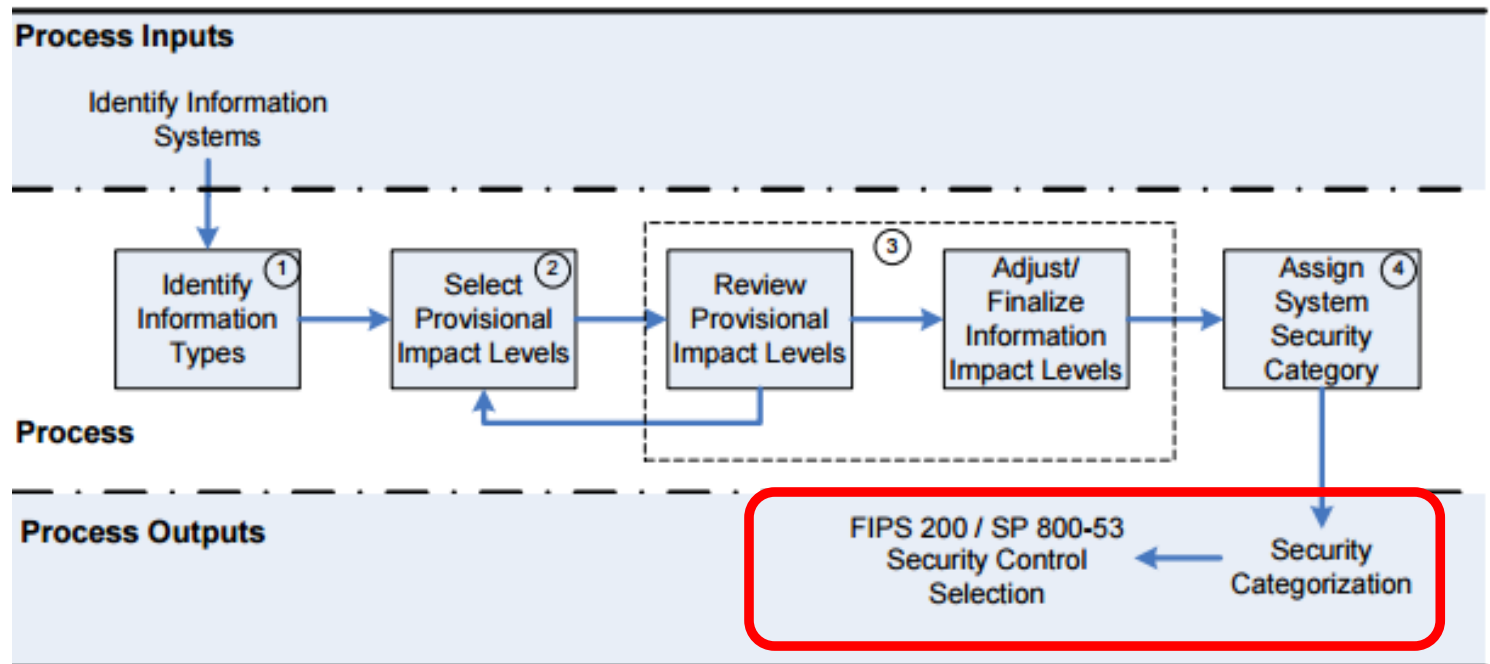 Process Inputs
Identify Information
Systems
1
Identify
Information
Types
2
Select
Provisional
Impact Levels
3
Review
Provisional
Impact Levels
Adjust/
Finalize
Information
Impact Levels
4
Assign
System
Security
Category
Process
Process Outputs
FIPS 200 / SP 800-53
Security Control
Selection
Security
Categorization